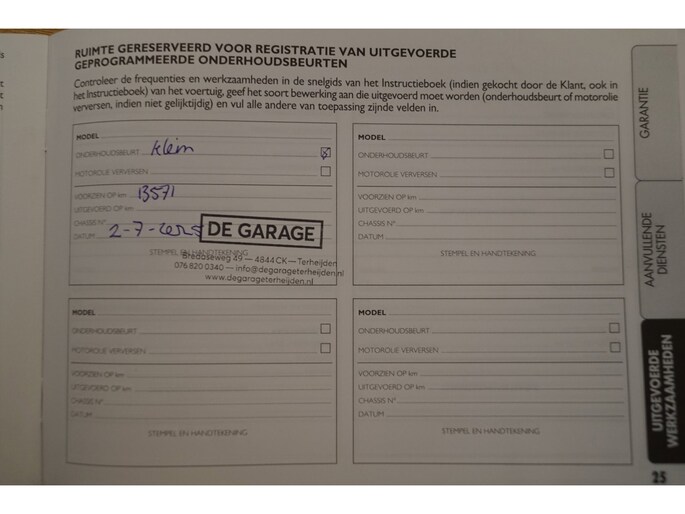 RUIMTE GERESERVEERD VOOR REGISTRATIE VAN UITGEVOERDE
GEPROGRAMMEERDE ONDERHOUDSBEURTEN
Controleer de frequenties en werkzaamheden in de snelgids van het Instructieboek (indien gekocht door de Klant, ook in
het Instructieboek) van het voertuig, geef het soort bewerking aan die uitgevoerd moet worden (onderhoudsbeurt of motorolie
verversen, indien niet gelijktijdig) en vul alle andere van toepassing zijnde velden in.
MODEL
ONDERHOUDSBEURT klein
MOTOROLIE VERVERSEN
VOORZIEN OP km 13571
UITGEVOERD OP km
CHASSIS N°
DATUM 2-7-
DE GARAGE
STEMPEL EN HANDTEKENING
Bredaseweg 49 — 4844 CK — Terheijden
076 820 0340 — info@degarageterheijden.nl
www.degarageterheijden.nl
MODEL
ONDERHOUDSBEURT
MOTOROLIE VERVERSEN
VOORZIEN OP km
UITGEVOERD OP km
CHASSIS N°
DATUM
STEMPEL EN HANDTEKENING
MODEL
ONDERHOUDSBEURT
MOTOROLIE VERVERSEN
VOORZIEN OP km
UITGEVOERD OP km
CHASSIS N°
DATUM
STEMPEL EN HANDTEKENING
MODEL
ONDERHOUDSBEURT
MOTOROLIE VERVERSEN
VOORZIEN OP km
UITGEVOERD OP km
CHASSIS N°
DATUM
STEMPEL EN HANDTEKENING
GARANTIE
AANVULLENDE
DIENSTEN
UITGEVOERDE
WERKZAAMHEDEN
25